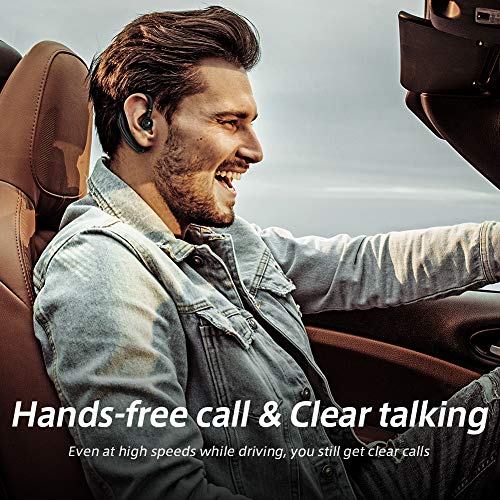 Hands-free call & Clear talking
Even at high speeds while driving, you still get clear calls